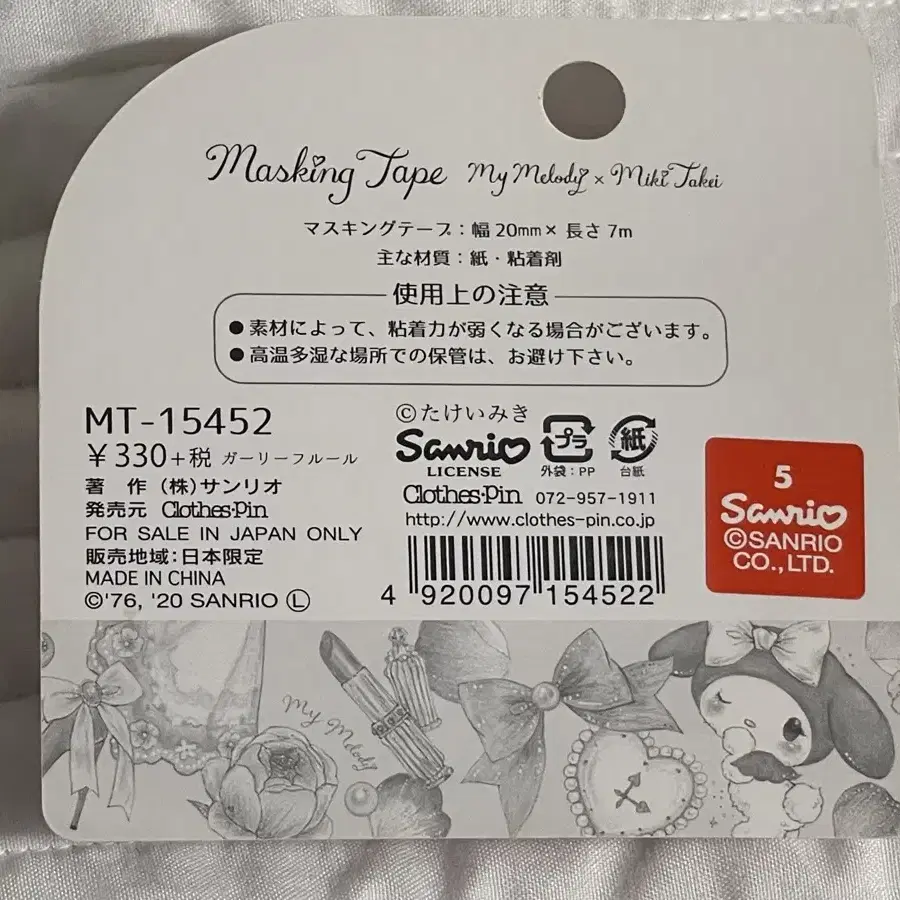 Masking Tape My Melody × Miki Takei
マスキングテープ：幅 20mm × 長さ 7m
主な材質：紙・粘着剤
使用上の注意
●素材によって、粘着力が弱くなる場合がございます。
●高温多湿な場所での保管は、お避け下さい。
MT-15452
￥330+税 ガーリーフルール
著 作 （株）サンリオ
発売元 Clothes・Pin
FOR SALE IN JAPAN ONLY
販売地域：日本限定
MADE IN CHINA
©'76, '20 SANRIO Ⓛ
©たけいみき
Sanrio
LICENSE
プラ
外装：PP
紙
台紙
Clothes・Pin 072-957-1911
http://www.clothes-pin.co.jp
4 920097 154522
5
Sanrio
©SANRIO
CO.,LTD.
My Melody